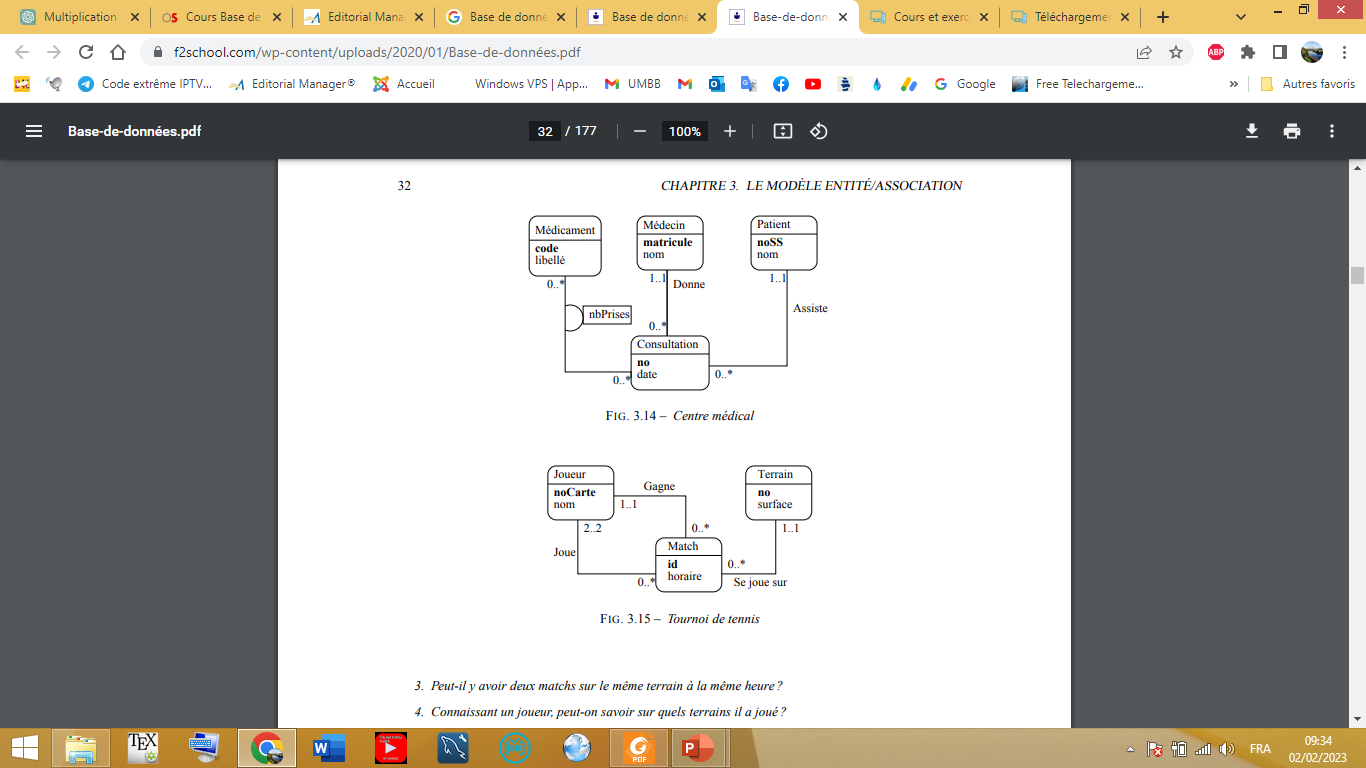 Multiplication
Cours Base de
Editorial Mana
Base de donné
Base de donné
Base-de-donn
Cours et exerc
Téléchargemen
f2school.com/wp-content/uploads/2020/01/Base-de-données.pdf
ABP
Code extrême IPTV...
Editorial Manager®
Accueil
Windows VPS | App...
UMBB
Google
Free Telechargeme...
»
Autres favoris
Base-de-données.pdf
32 / 177
100%
32
CHAPITRE 3. LE MODÈLE ENTITÉ/ASSOCIATION
Médicament
code
libellé
Médecin
matricule
nom
Patient
noSS
nom
0..*
1..1
Donne
1..1
nbPrises
Assiste
0..*
Consultation
no
date
0..*
0..*
FIG. 3.14 – Centre médical
Joueur
noCarte
nom
Gagne
1..1
Terrain
no
surface
2..2
0..*
1..1
Joue
Match
id
horaire
0..*
0..*
Se joue sur
FIG. 3.15 – Tournoi de tennis
3. Peut-il y avoir deux matchs sur le même terrain à la même heure ?
4. Connaissant un joueur, peut-on savoir sur quels terrains il a joué ?
FRA
09:34
02/02/2023